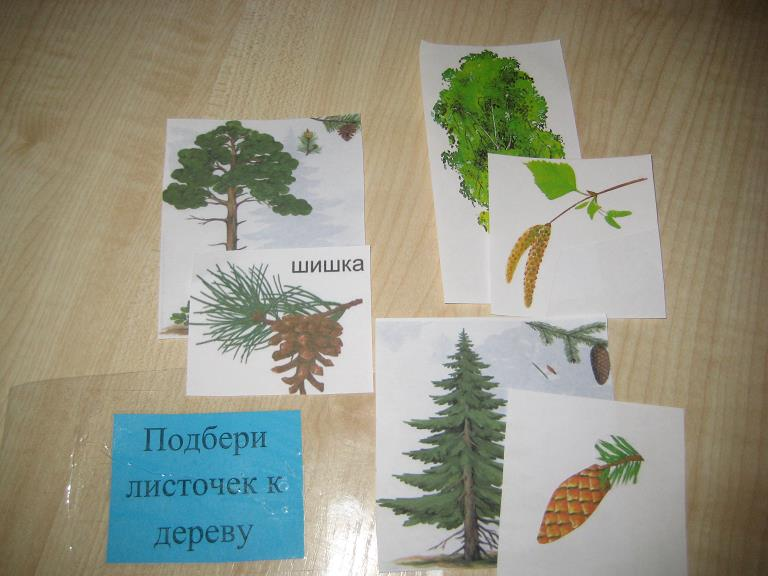 шишка
Подбери
листочек к
дереву